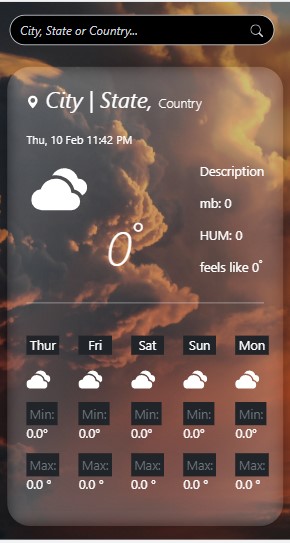 City, State or Country...
City | State, Country
Thu, 10 Feb 11:42 PM
Description
mb: 0
HUM: 0
0°
feels like 0°
Thur Fri Sat Sun Mon
Min: Min: Min: Min: Min:
0.0° 0.0° 0.0° 0.0° 0.0°
Max: Max: Max: Max: Max:
0.0 ° 0.0 ° 0.0 ° 0.0 ° 0.0 °